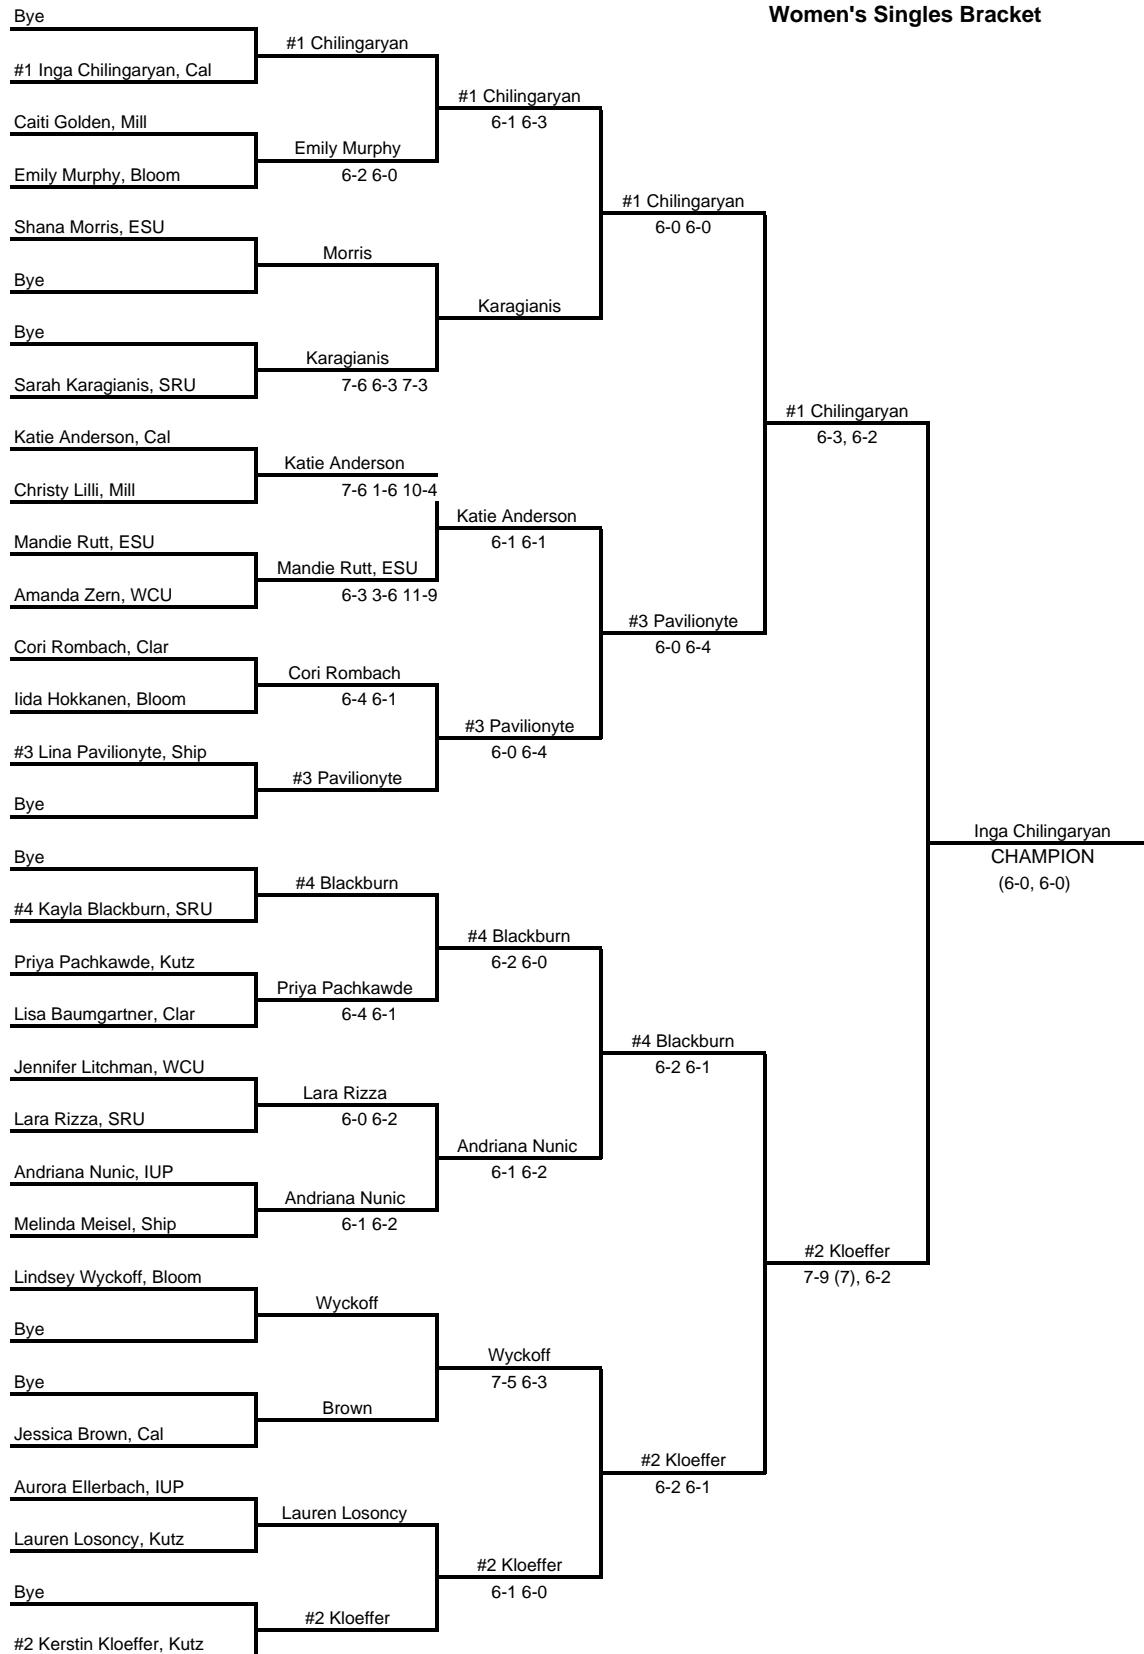 Women's Singles Bracket
Bye
#1 Chilingaryan
#1 Inga Chilingaryan, Cal
#1 Chilingaryan
6-1 6-3
Caiti Golden, Mill
Emily Murphy
6-2 6-0
Emily Murphy, Bloom
#1 Chilingaryan
6-0 6-0
Shana Morris, ESU
Morris
Bye
Karagianis
Bye
Karagianis
7-6 6-3 7-3
Sarah Karagianis, SRU
#1 Chilingaryan
6-3, 6-2
Katie Anderson, Cal
Katie Anderson
7-6 1-6 10-4
Christy Lilli, Mill
Katie Anderson
6-1 6-1
Mandie Rutt, ESU
Mandie Rutt, ESU
6-3 3-6 11-9
Amanda Zern, WCU
#3 Pavilionyte
6-0 6-4
Cori Rombach, Clar
Cori Rombach
6-4 6-1
Iida Hokkanen, Bloom
#3 Pavilionyte
6-0 6-4
#3 Lina Pavilionyte, Ship
#3 Pavilionyte
Bye
Inga Chilingaryan
CHAMPION
(6-0, 6-0)
Bye
#4 Blackburn
#4 Kayla Blackburn, SRU
#4 Blackburn
6-2 6-0
Priya Pachkawde, Kutz
Priya Pachkawde
6-4 6-1
Lisa Baumgartner, Clar
#4 Blackburn
6-2 6-1
Jennifer Litchman, WCU
Lara Rizza
6-0 6-2
Lara Rizza, SRU
Andriana Nunic
6-1 6-2
Andriana Nunic, IUP
Andriana Nunic
6-1 6-2
Melinda Meisel, Ship
#2 Kloeffer
7-9 (7), 6-2
Lindsey Wyckoff, Bloom
Wyckoff
Bye
Wyckoff
7-5 6-3
Bye
Brown
Jessica Brown, Cal
#2 Kloeffer
6-2 6-1
Aurora Ellerbach, IUP
Lauren Losoncy
Lauren Losoncy, Kutz
#2 Kloeffer
6-1 6-0
Bye
#2 Kloeffer
#2 Kerstin Kloeffer, Kutz